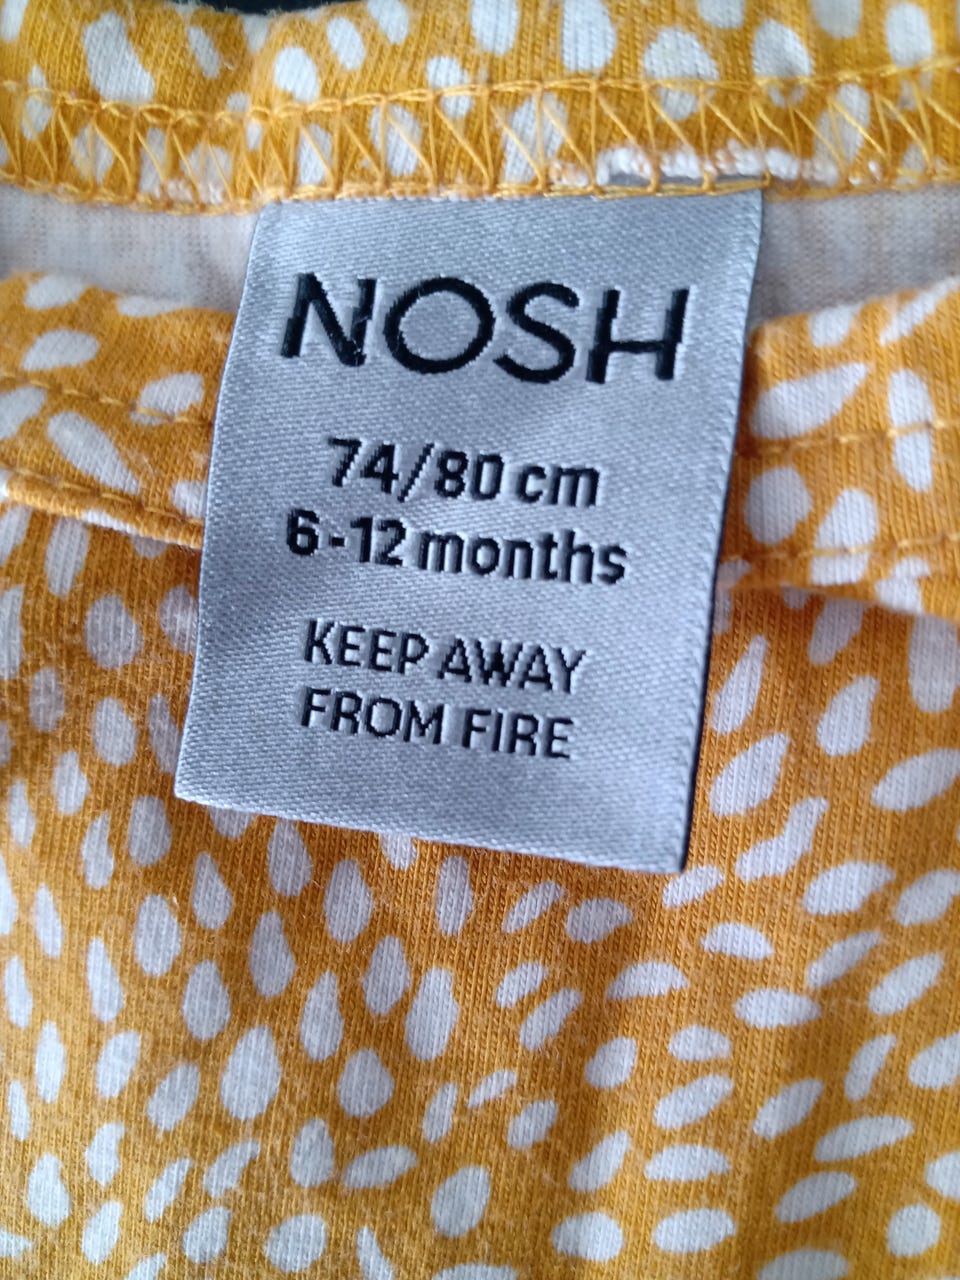 NOSH
74/80 cm
6-12 months
KEEP AWAY
FROM FIRE